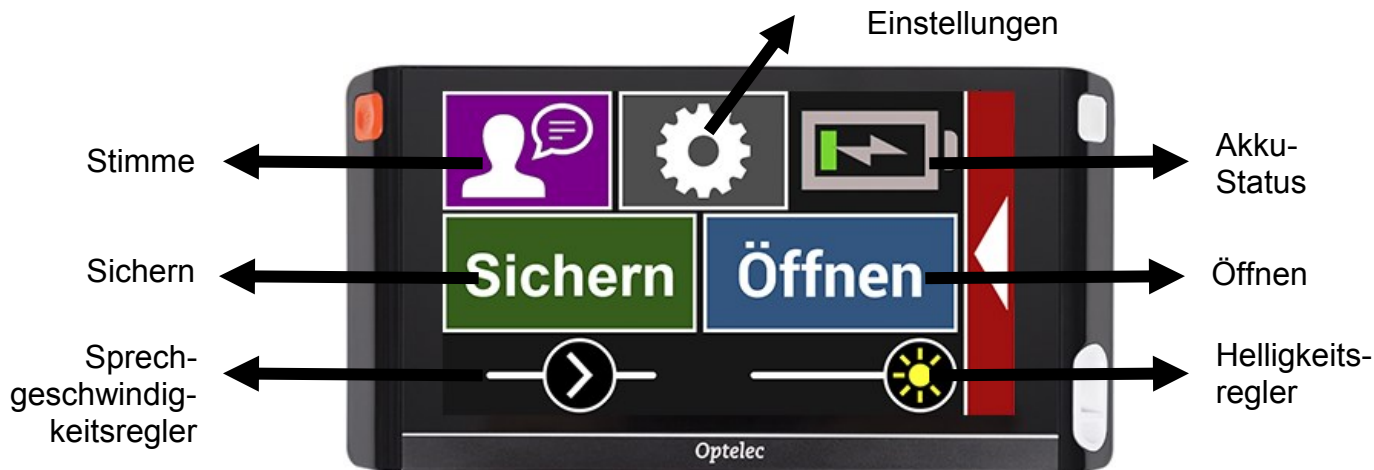 Einstellungen
Stimme
Akku-
Status
Sichern
Sichern
Öffnen
Öffnen
Sprech-
geschwindig-
keitsregler
Helligkeits-
regler
Optelec